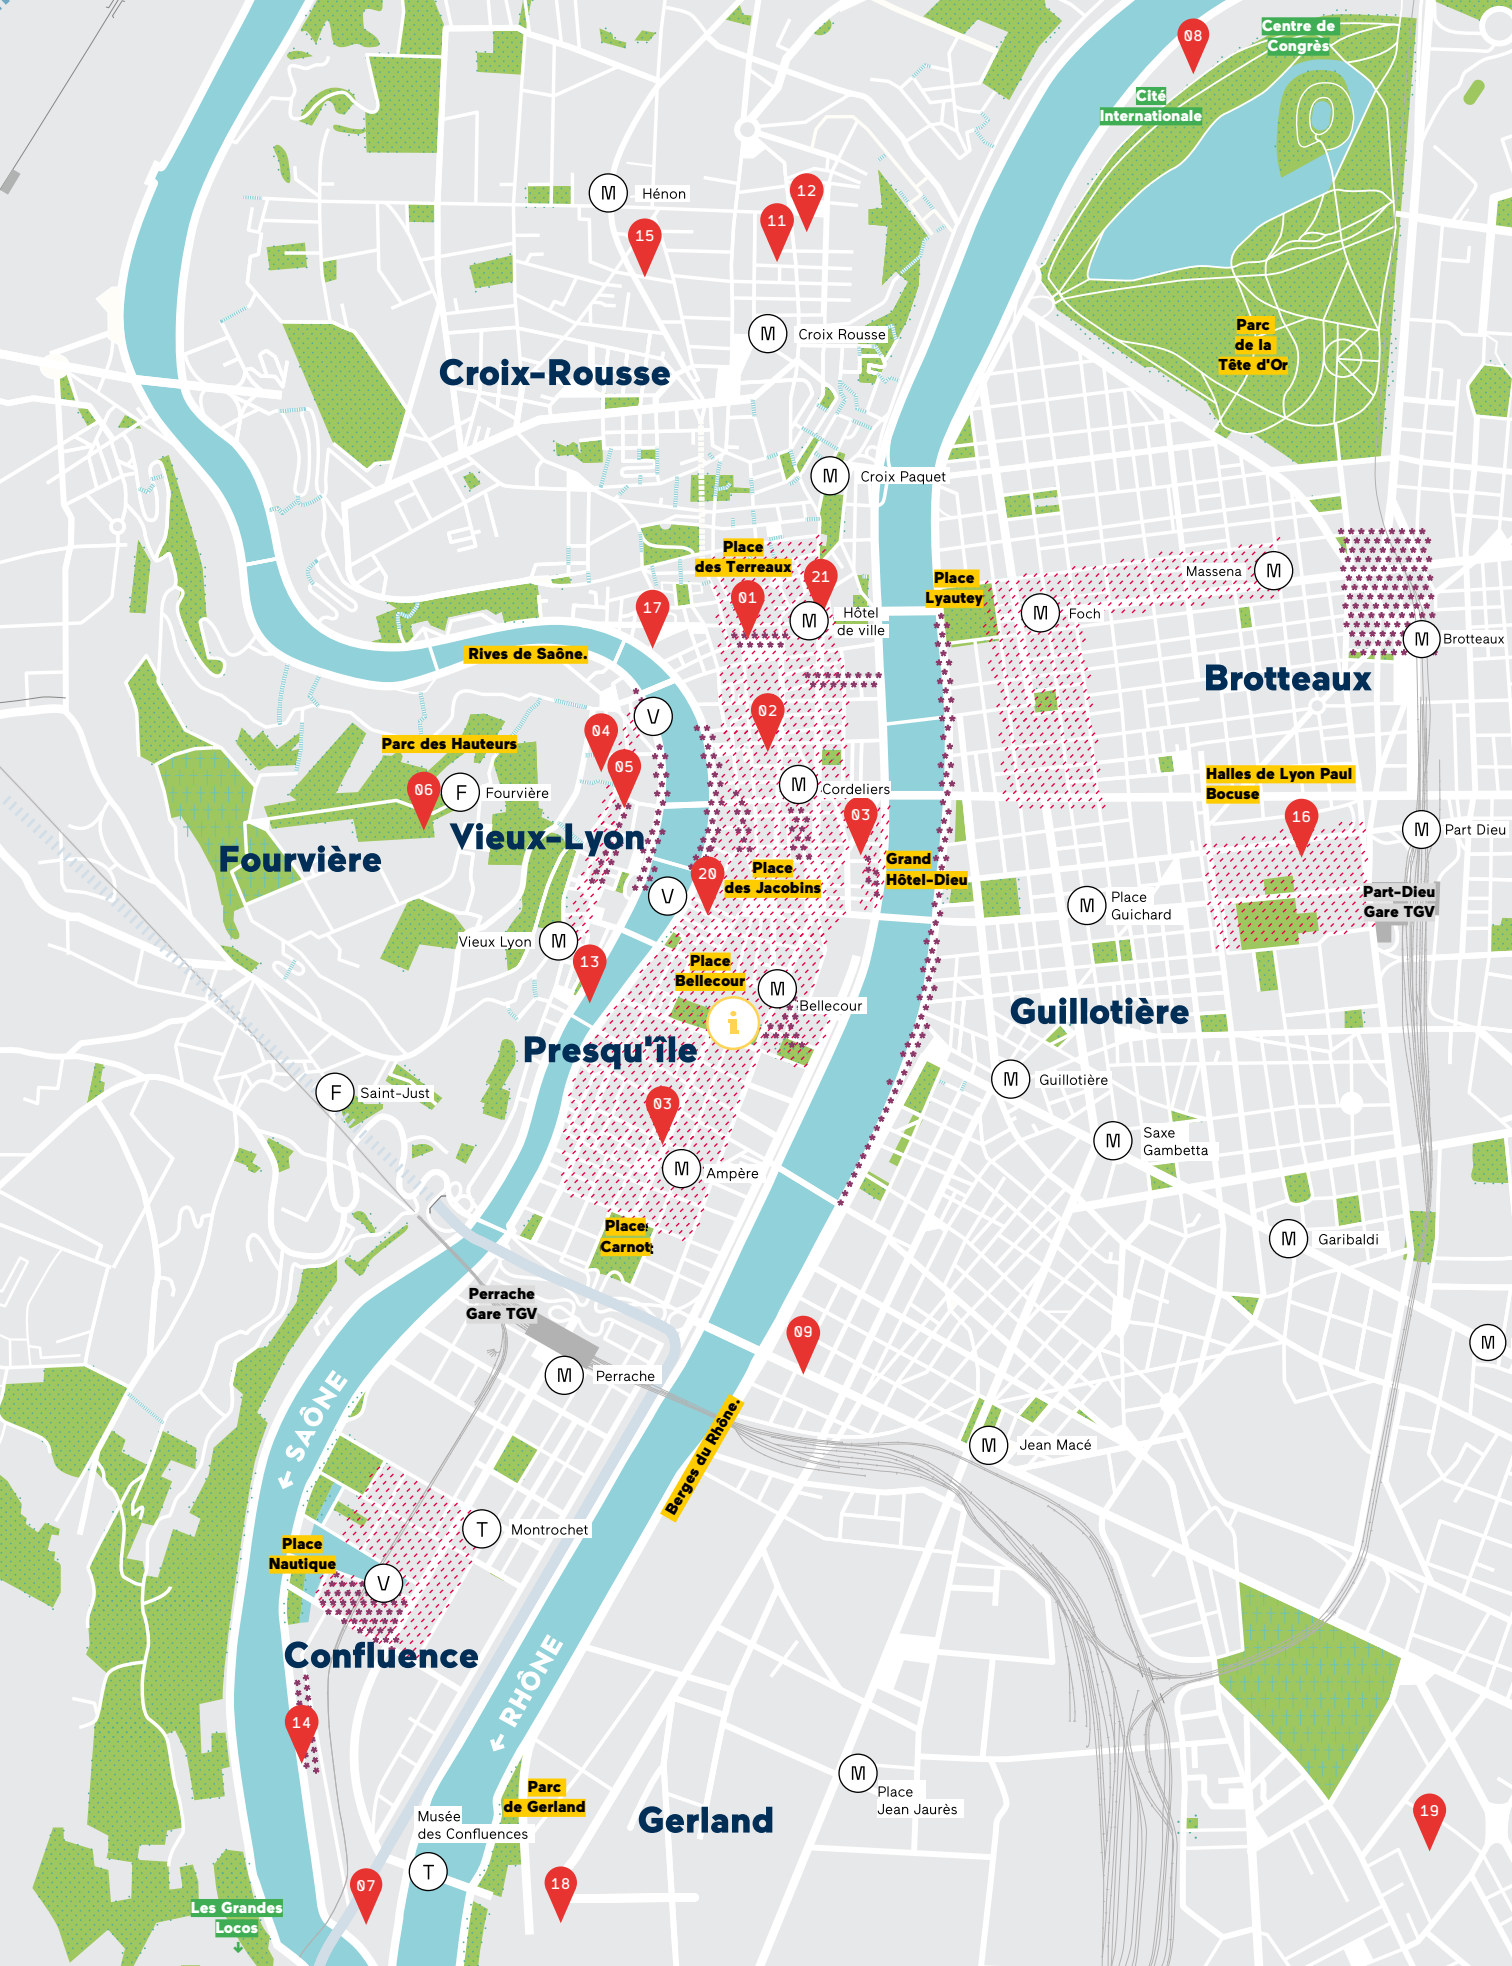 08
Centre de
Congrès
Cité
Internationale
12
M
Hénon
11
15
M
Croix Rousse
Parc
de la
Tête d'Or
Croix-Rousse
M
Croix Paquet
Place
des Terreaux
21
Place
Lyautey
Massena
M
01
17
M
Hôtel
de ville
M
Foch
M
Brotteaux
Rives de Saône.
Brotteaux
V
02
04
Parc des Hauteurs
05
06
F
Fourvière
M
Cordeliers
Halles de Lyon Paul
Bocuse
16
03
M
Part Dieu
Vieux-Lyon
Fourvière
Grand
Hôtel-Dieu
20
Place
des Jacobins
V
Part-Dieu
Gare TGV
M
Place
Guichard
Vieux Lyon
M
13
Place
Bellecour
M
Bellecour
i
Guillotière
Presqu'île
M
Guillotière
F
Saint-Just
03
M
Saxe
Gambetta
M
Ampère
Place
Carnot
M
Garibaldi
Perrache
Gare TGV
09
M
M
Perrache
SAÔNE
Berges du Rhône.
M
Jean Macé
T
Montrochet
Place
Nautique
V
Confluence
RHÔNE
14
M
Place
Jean Jaurès
Parc
de Gerland
Gerland
19
Musée
des Confluences
T
07
18
Les Grandes
Locos